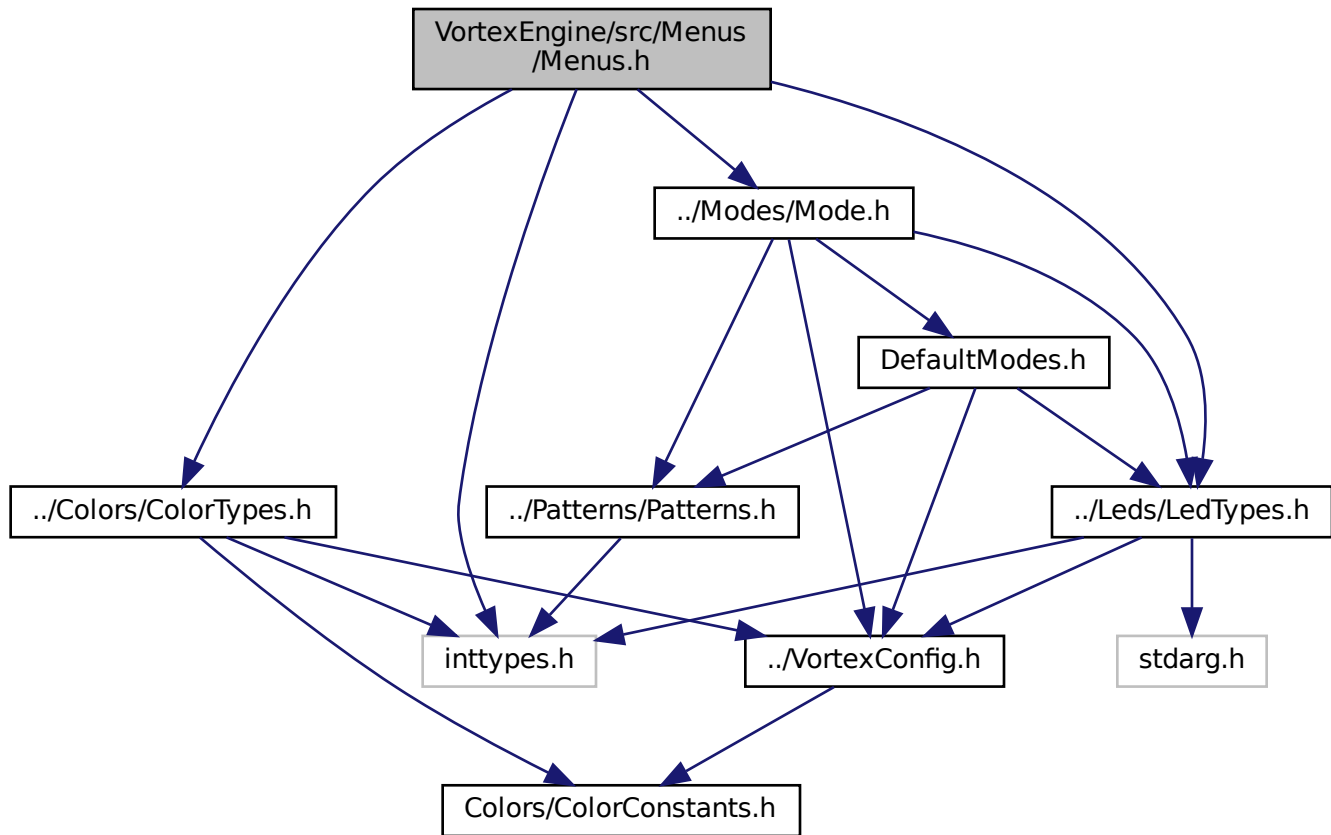 VortexEngine/src/Menus
/Menus.h
../Modes/Mode.h
DefaultModes.h
../Colors/ColorTypes.h
../Patterns/Patterns.h
../Leds/LedTypes.h
inttypes.h
../VortexConfig.h
stdarg.h
Colors/ColorConstants.h